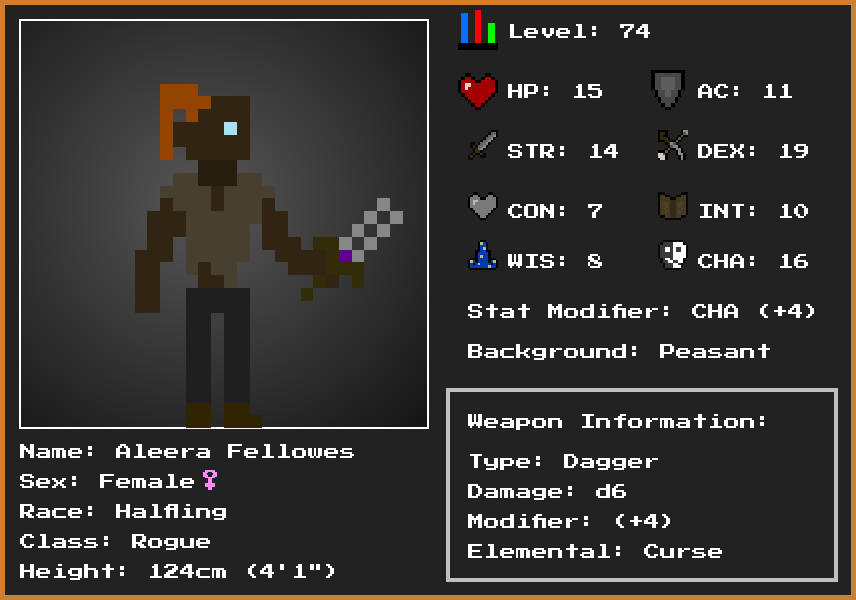 Level: 74
HP: 15 AC: 11
STR: 14 DEX: 19
CON: 7 INT: 10
WIS: 8 CHA: 16
Stat Modifier: CHA (+4)
Background: Peasant
Weapon Information:
Type: Dagger
Damage: d6
Modifier: (+4)
Elemental: Curse
Name: Aleera Fellowes
Sex: Female♀
Race: Halfling
Class: Rogue
Height: 124cm (4'1")